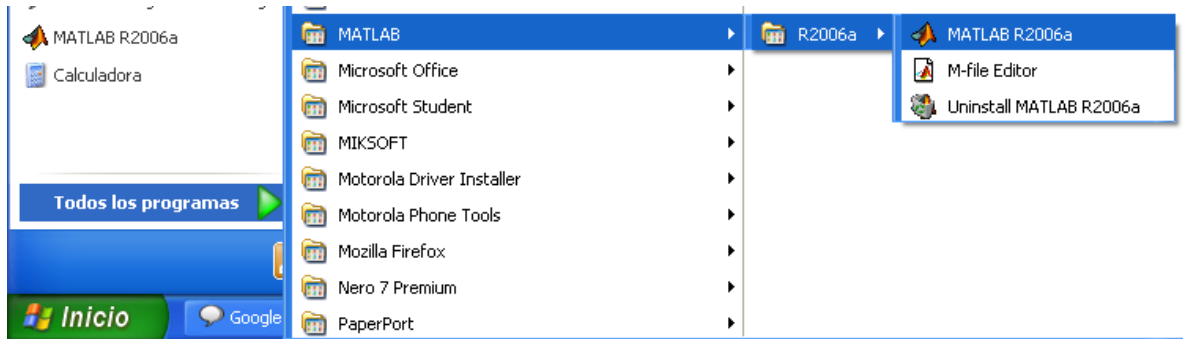 MATLAB R2006a
Calculadora
Todos los programas
Inicio
Google
MATLAB
Microsoft Office
Microsoft Student
MIKSOFT
Motorola Driver Installer
Motorola Phone Tools
Mozilla Firefox
Nero 7 Premium
PaperPort
R2006a
MATLAB R2006a
M-file Editor
Uninstall MATLAB R2006a